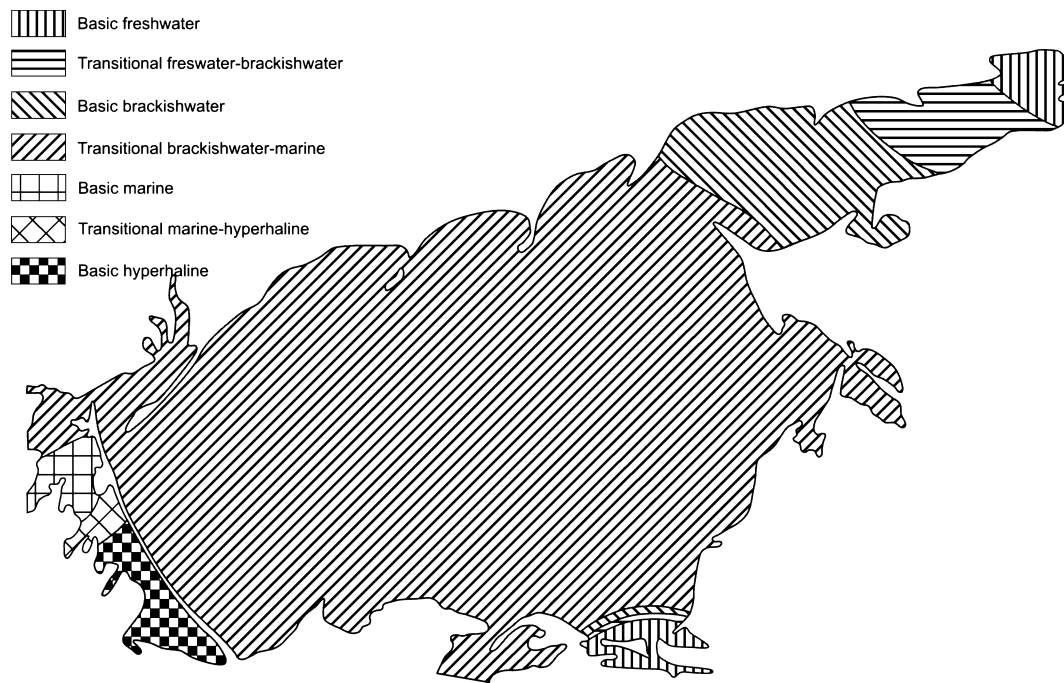 Basic freshwater
Transitional freswater-brackishwater
Basic brackishwater
Transitional brackishwater-marine
Basic marine
Transitional marine-hyperhaline
Basic hyperhaline